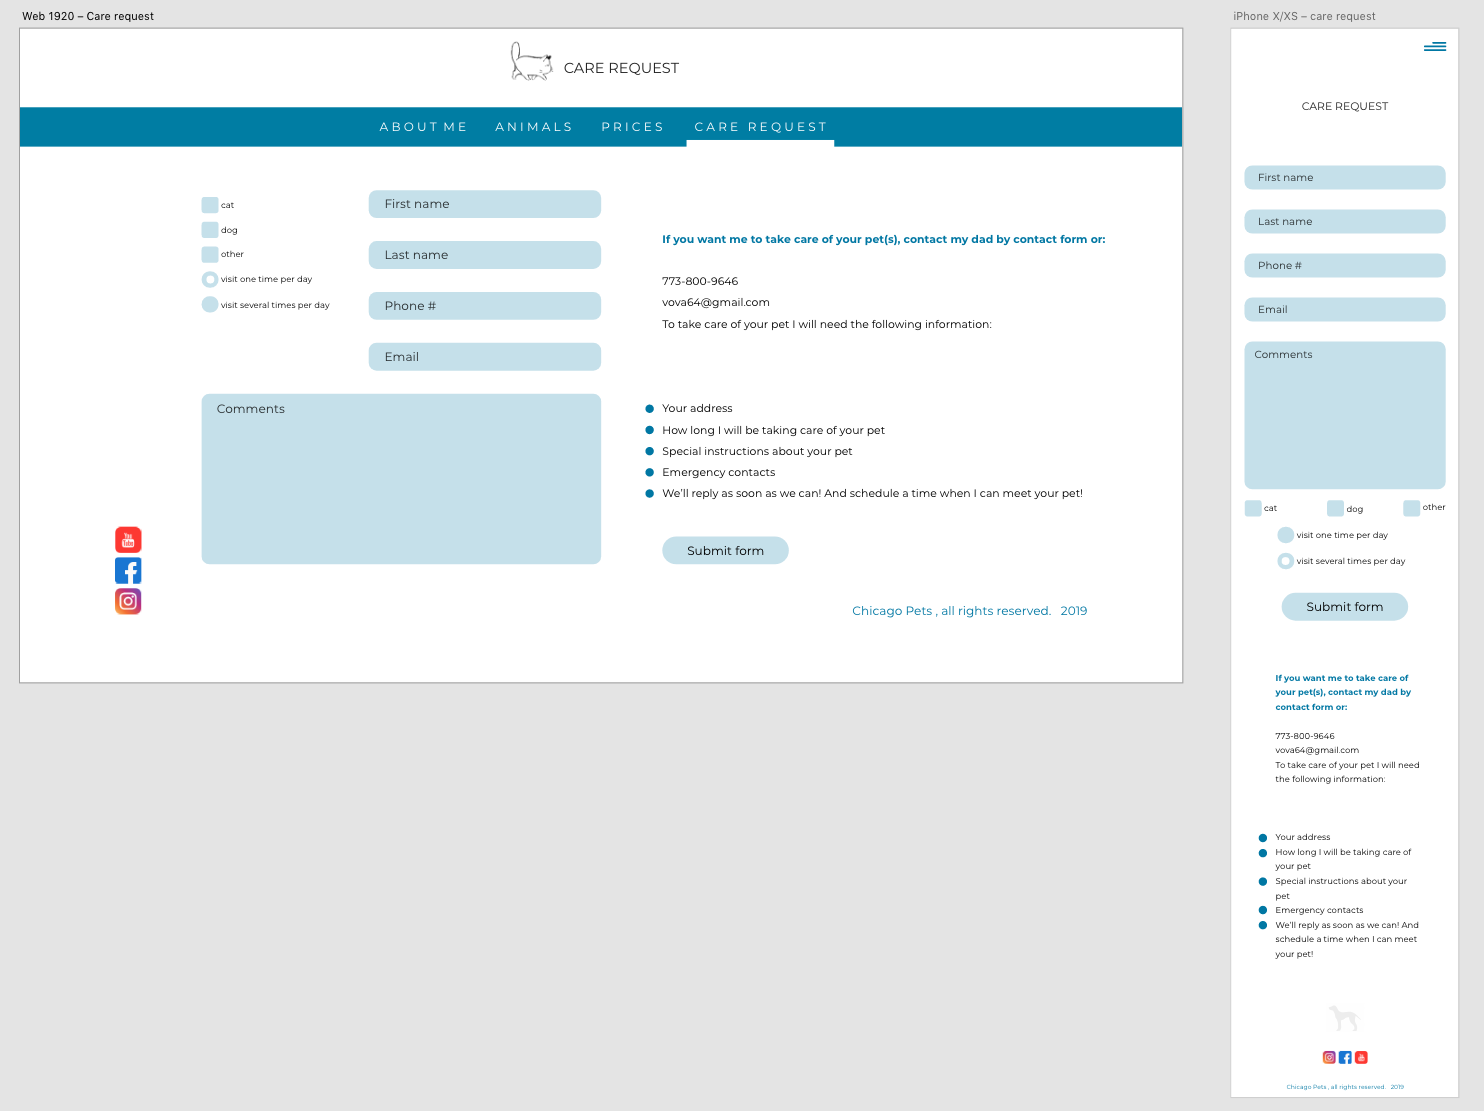 Web 1920 – Care request
CARE REQUEST
ABOUT ME ANIMALS PRICES CARE REQUEST
cat
dog
other
visit one time per day
visit several times per day
First name
Last name
Phone #
Email
Comments
If you want me to take care of your pet(s), contact my dad by contact form or:
773-800-9646
vova64@gmail.com
To take care of your pet I will need the following information:
Your address
How long I will be taking care of your pet
Special instructions about your pet
Emergency contacts
We'll reply as soon as we can! And schedule a time when I can meet your pet!
Submit form
You
Tube
Chicago Pets , all rights reserved. 2019
iPhone X/XS – care request
CARE REQUEST
First name
Last name
Phone #
Email
Comments
cat dog other
visit one time per day
visit several times per day
Submit form
If you want me to take care of
your pet(s), contact my dad by
contact form or:
773-800-9646
vova64@gmail.com
To take care of your pet I will need
the following information:
Your address
How long I will be taking care of
your pet
Special instructions about your
pet
Emergency contacts
We'll reply as soon as we can! And
schedule a time when I can meet
your pet!
Chicago Pets , all rights reserved. 2019